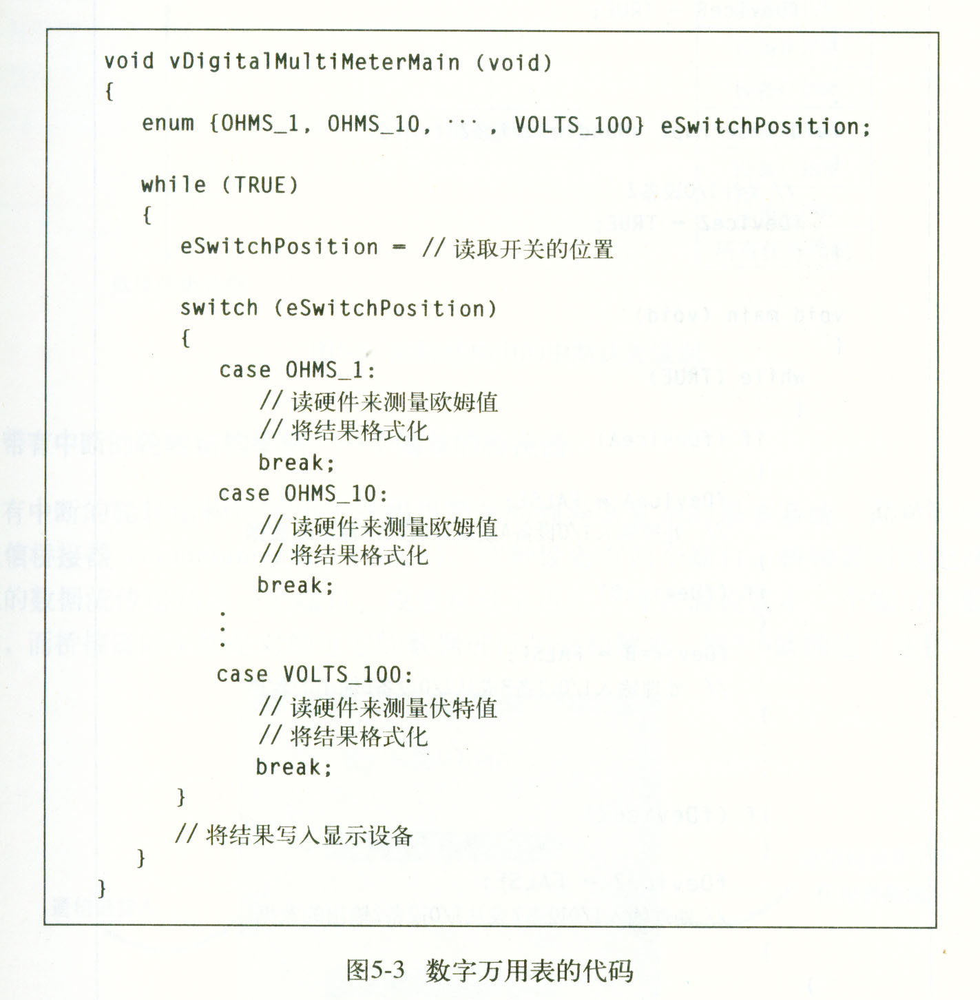 void vDigitalMultiMeterMain (void)
{
enum {OHMS_1, OHMS_10, ···, VOLTS_100} eSwitchPosition;
while (TRUE)
{
eSwitchPosition = // 读取开关的位置
switch (eSwitchPosition)
{
case OHMS_1:
// 读硬件来测量欧姆值
// 将结果格式化
break;
case OHMS_10:
// 读硬件来测量欧姆值
// 将结果格式化
break;
.
.
.
case VOLTS_100:
// 读硬件来测量伏特值
// 将结果格式化
break;
}
// 将结果写入显示设备
}
}
图5-3 数字万用表的代码